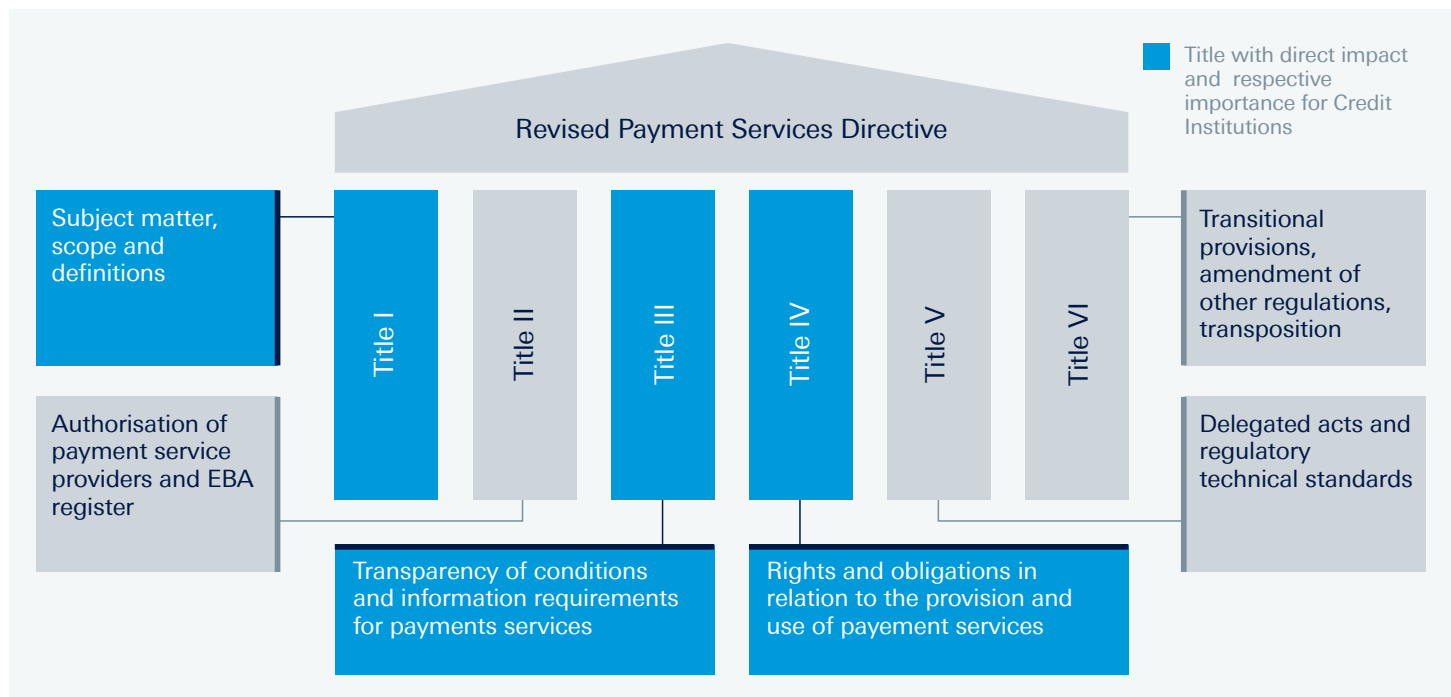 Revised Payment Services Directive
Title with direct impact
and respective
importance for Credit
Institutions
Subject matter,
scope and
definitions
Title I
Title II
Title III
Title IV
Title V
Title VI
Transitional
provisions,
amendment of
other regulations,
transposition
Authorisation of
payment service
providers and EBA
register
Delegated acts and
regulatory
technical standards
Transparency of conditions
and information requirements
for payments services
Rights and obligations in
relation to the provision and
use of payement services